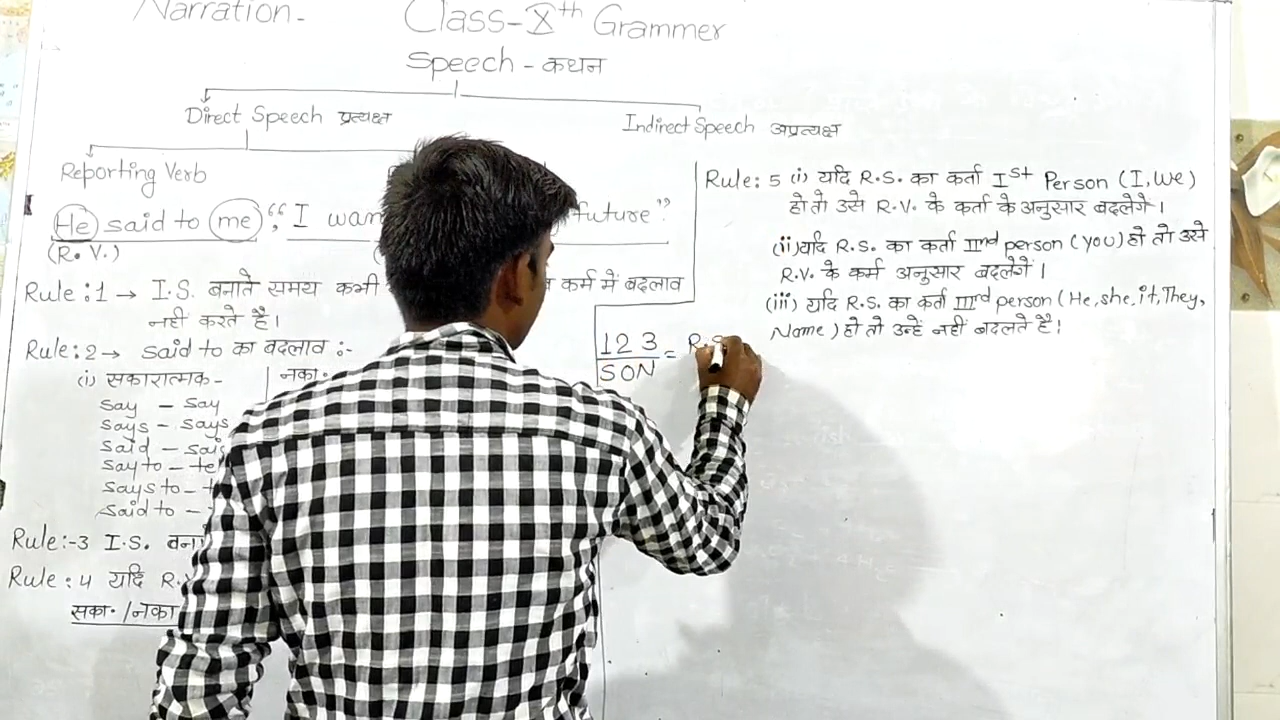 Narration- Class-Xth Grammer
Speech - कथन
Direct Speech प्रत्यक्ष
Indirect Speech अप्रत्यक्ष
Reporting Verb
He said to me “I wan future”.
(R.V.)
Rule:1 → I.S. बनाते समय कभी कर्म में बदलाव
नहीं करते है।
Rule:2→ said to का बदलाव :-
(i) सकारात्मक- नका.
say - say
says - says
said - sai
say to - te
says to -
said to -
Rule:-3 I.S. बना
Rule:4 यदि R.V
सका./नका
Rule: 5 (i) यदि R.S. का कर्ता Ist Person (I, We)
हो तो उसे R.V. के कर्ता के अनुसार बदलेगे।
(ii) यदि R.S. का कर्ता IInd person (YOU) हो तो उसे
R.V. के कर्म अनुसार बदलेगें।
(iii) यदि R.S. का कर्ता IIIrd person (He, she, it, They,
Name) हो तो उन्हें नहीं बदलते है।
1 2 3
SON = R.S